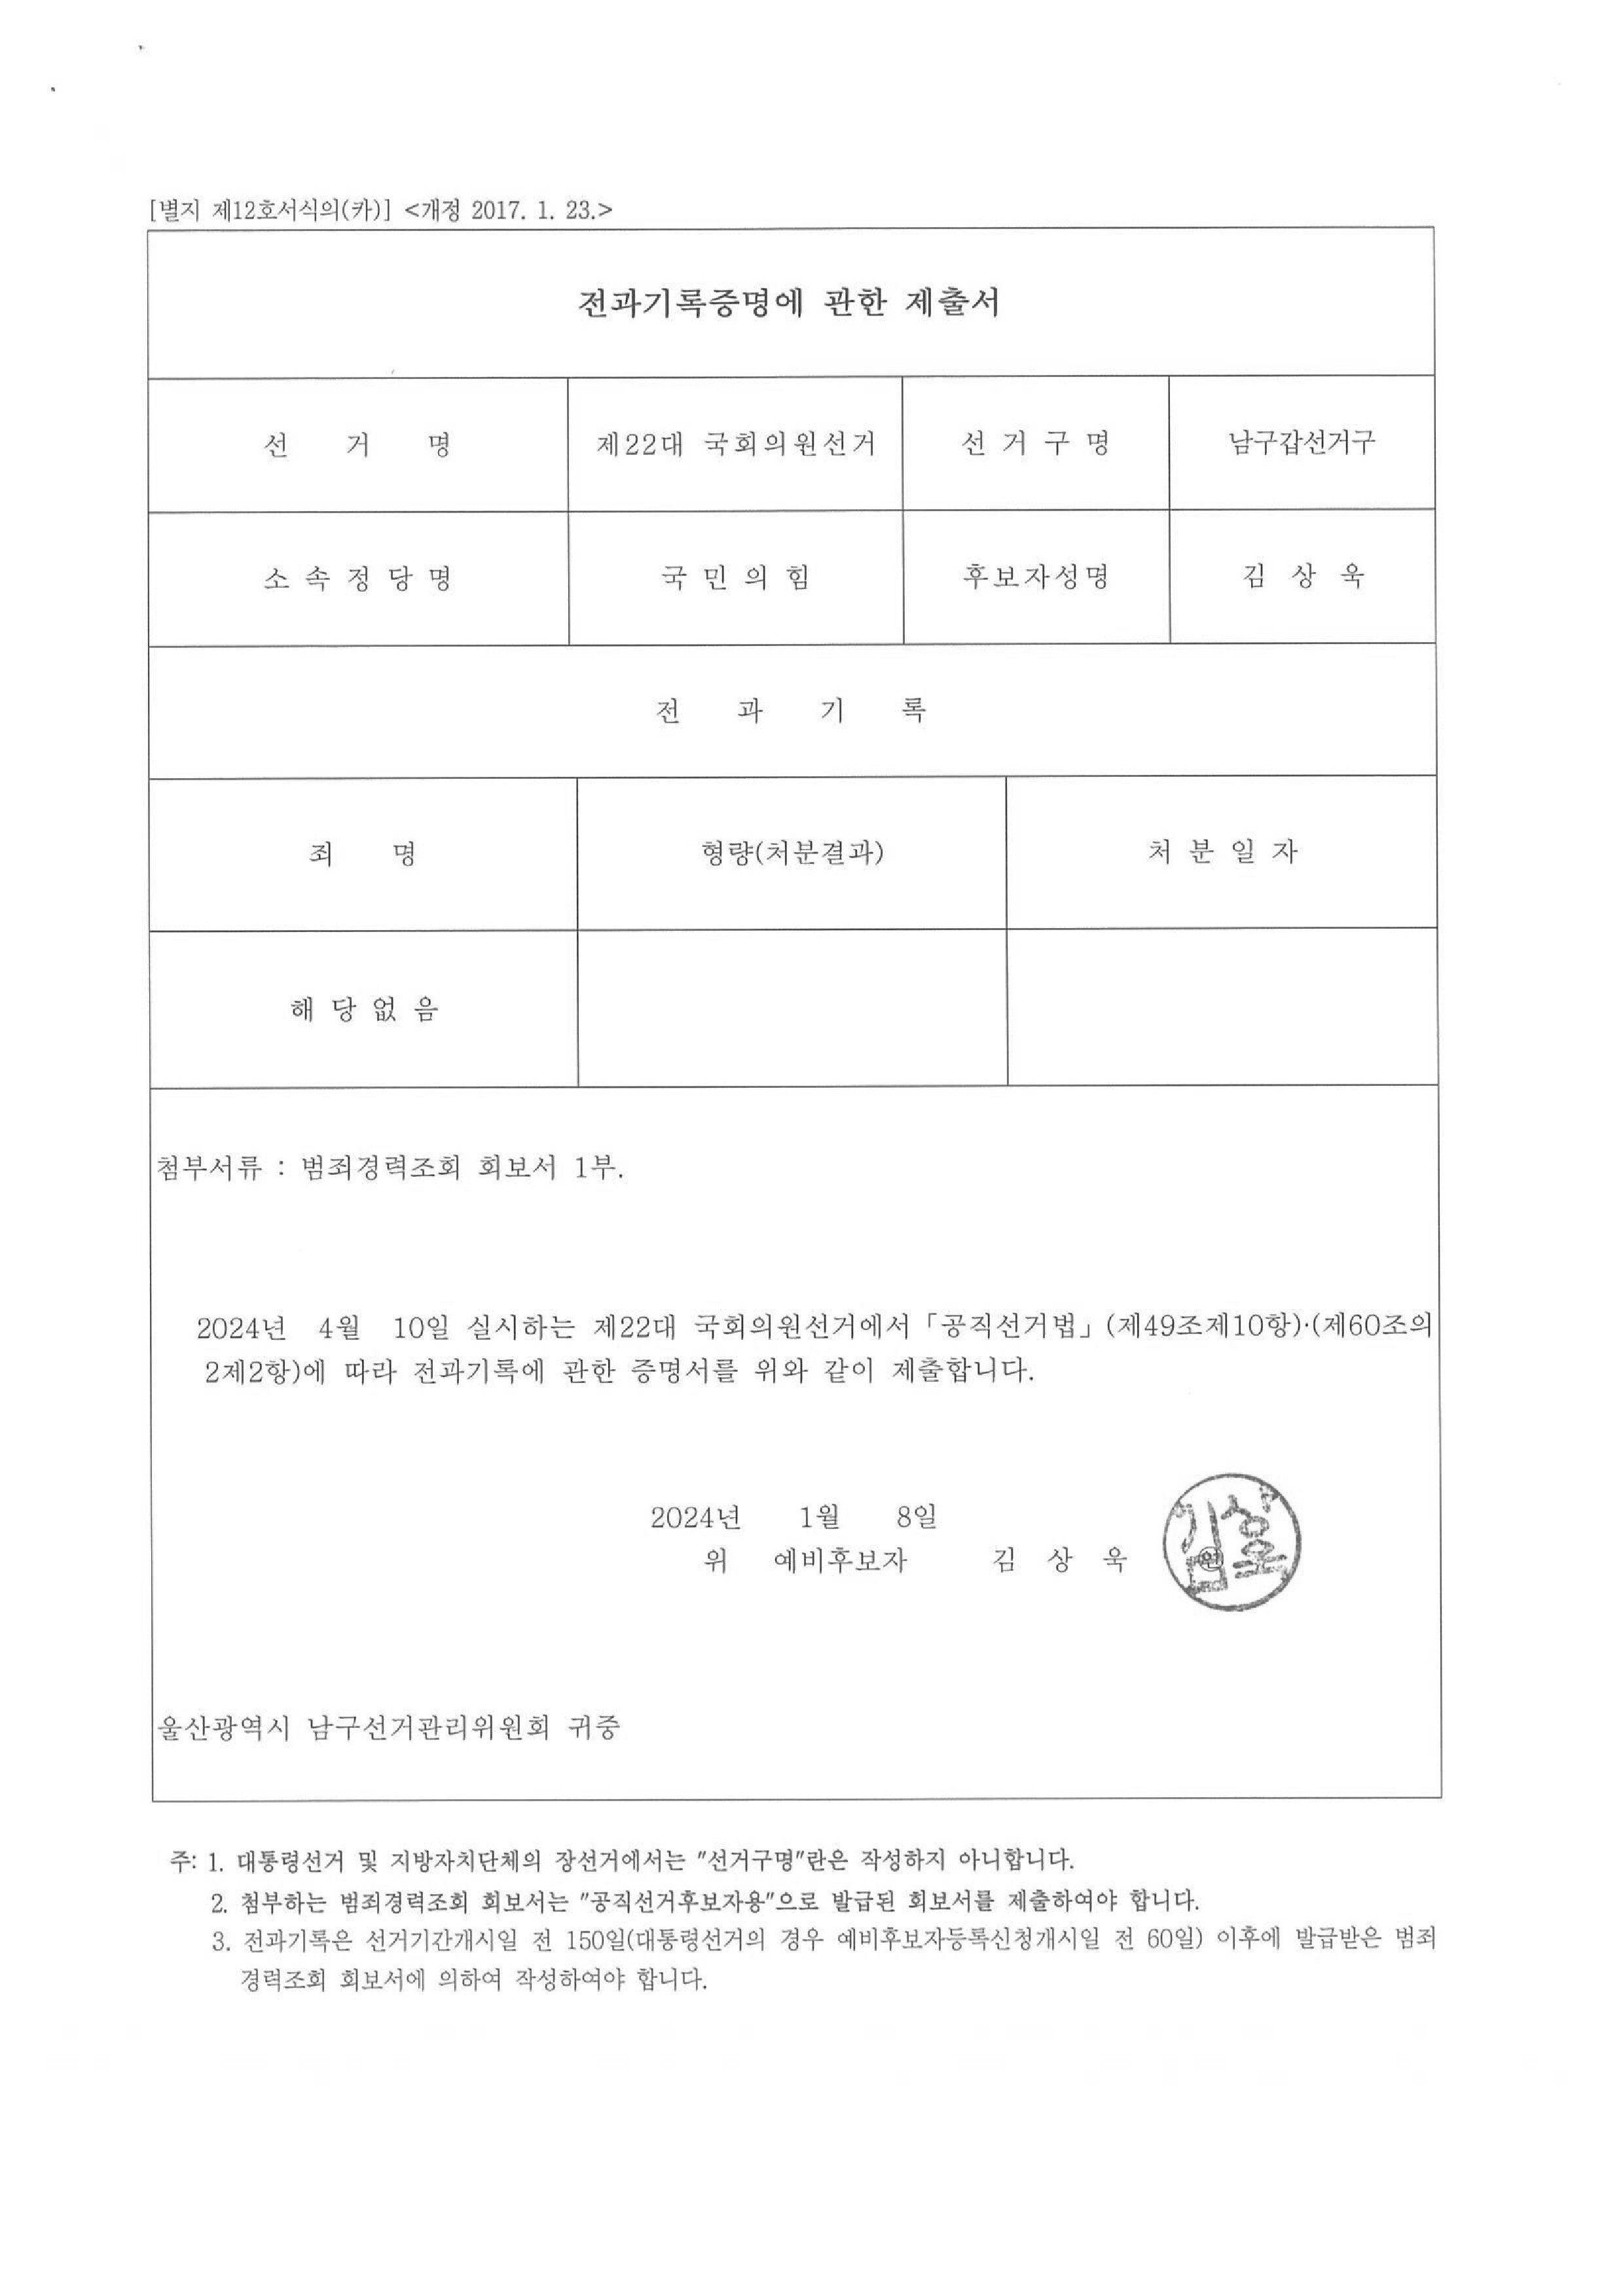 [별지 제12호서식의(카)] <개정 2017. 1. 23.>
전과기록증명에 관한 제출서
선 거 명 제22대 국회의원선거 선 거 구 명 남구갑선거구
소 속 정 당 명 국 민 의 힘 후보자성명 김 상 욱
전 과 기 록
죄 명 형량(처분결과) 처 분 일 자
해 당 없 음
첨부서류 : 범죄경력조회 회보서 1부.
2024년 4월 10일 실시하는 제22대 국회의원선거에서「공직선거법」(제49조제10항)·(제60조의
2제2항)에 따라 전과기록에 관한 증명서를 위와 같이 제출합니다.
2024년 1월 8일
위 예비후보자 김 상 욱 ㊞
김상욱
울산광역시 남구선거관리위원회 귀중
주: 1. 대통령선거 및 지방자치단체의 장선거에서는 "선거구명"란은 작성하지 아니합니다.
2. 첨부하는 범죄경력조회 회보서는 "공직선거후보자용"으로 발급된 회보서를 제출하여야 합니다.
3. 전과기록은 선거기간개시일 전 150일(대통령선거의 경우 예비후보자등록신청개시일 전 60일) 이후에 발급받은 범죄
경력조회 회보서에 의하여 작성하여야 합니다.